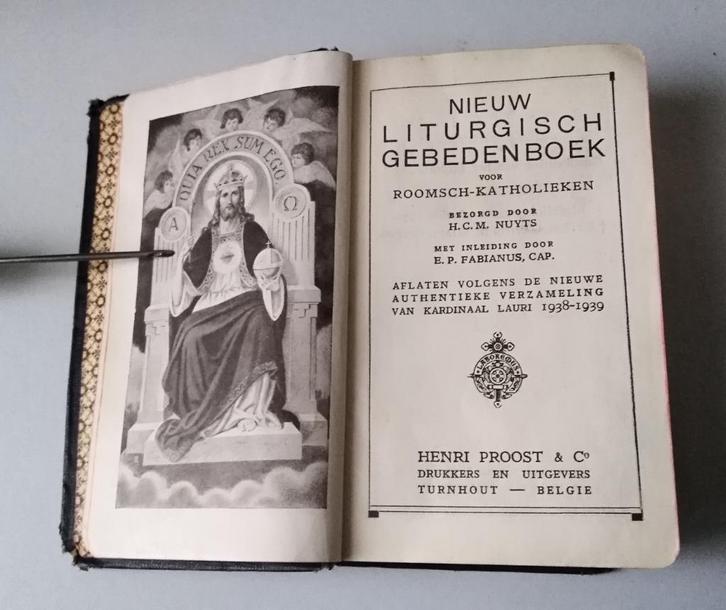 A
QUIA REX SUM EGO
Ω
NIEUW
LITURGISCH
GEBEDENBOEK
VOOR
ROOMSCH-KATHOLIEKEN
BEZORGD DOOR
H.C.M. NUYTS
MET INLEIDING DOOR
E. P. FABIANUS, CAP.
AFLATEN VOLGENS DE NIEUWE
AUTHENTIEKE VERZAMELING
VAN KARDINAAL LAURI 1938-1939
LABOREMUS
HENRI PROOST & Cº
DRUKKERS EN UITGEVERS
TURNHOUT — BELGIE